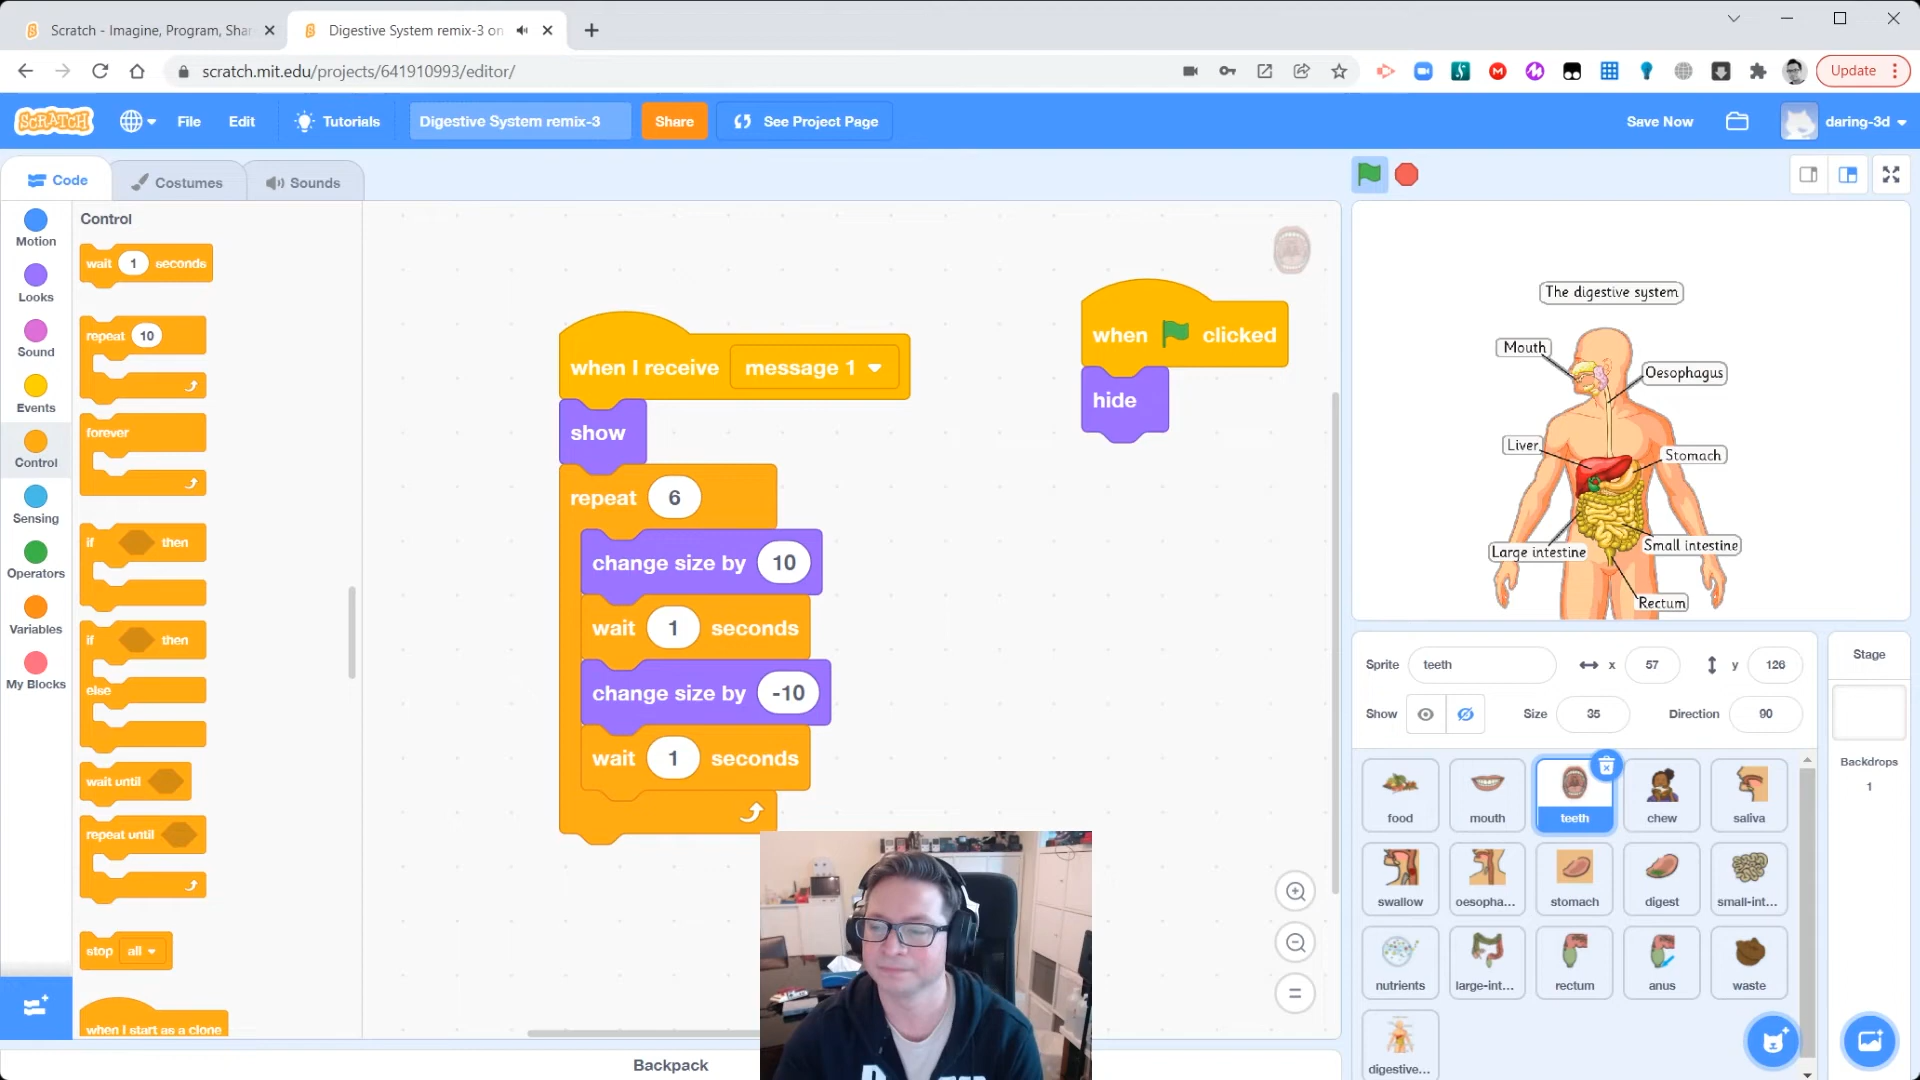 Scratch - Imagine, Program, Shar
Digestive System remix-3 on
scratch.mit.edu/projects/641910993/editor/
Update
SCRATCH
File
Edit
Tutorials
Digestive System remix-3
Share
See Project Page
Save Now
daring-3d
Code
Costumes
Sounds
Motion
Looks
Sound
Events
Control
Sensing
Operators
Variables
My Blocks
Control
wait 1 seconds
repeat 10
forever
if then
if then
else
wait until
repeat until
stop all
when I start as a clone
when I receive message 1
show
repeat 6
change size by 10
wait 1 seconds
change size by -10
wait 1 seconds
when clicked
hide
Backpack
The digestive system
Mouth
Oesophagus
Liver
Stomach
Large intestine
Small intestine
Rectum
Sprite teeth x 57 y 126
Show Size 35 Direction 90
food
mouth
teeth
chew
saliva
swallow
oesopha...
stomach
digest
small-int...
nutrients
large-int...
rectum
anus
waste
digestive...
Stage
Backdrops
1